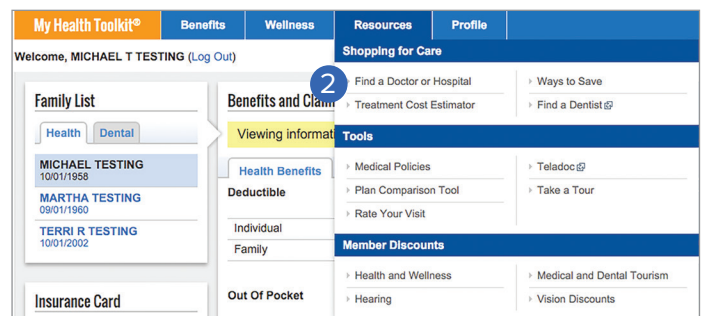 My Health Toolkit® Benefits Wellness Resources Profile
Welcome, MICHAEL T TESTING (Log Out)
Family List
Health Dental
MICHAEL TESTING
10/01/1958
MARTHA TESTING
09/01/1960
TERRI R TESTING
10/01/2002
Insurance Card
Benefits and Claim
Viewing informati
Health Benefits
Deductible
Individual
Family
Out Of Pocket
Shopping for Care
2
Find a Doctor or Hospital Ways to Save
Treatment Cost Estimator Find a Dentist
Tools
Medical Policies Teladoc
Plan Comparison Tool Take a Tour
Rate Your Visit
Member Discounts
Health and Wellness Medical and Dental Tourism
Hearing Vision Discounts